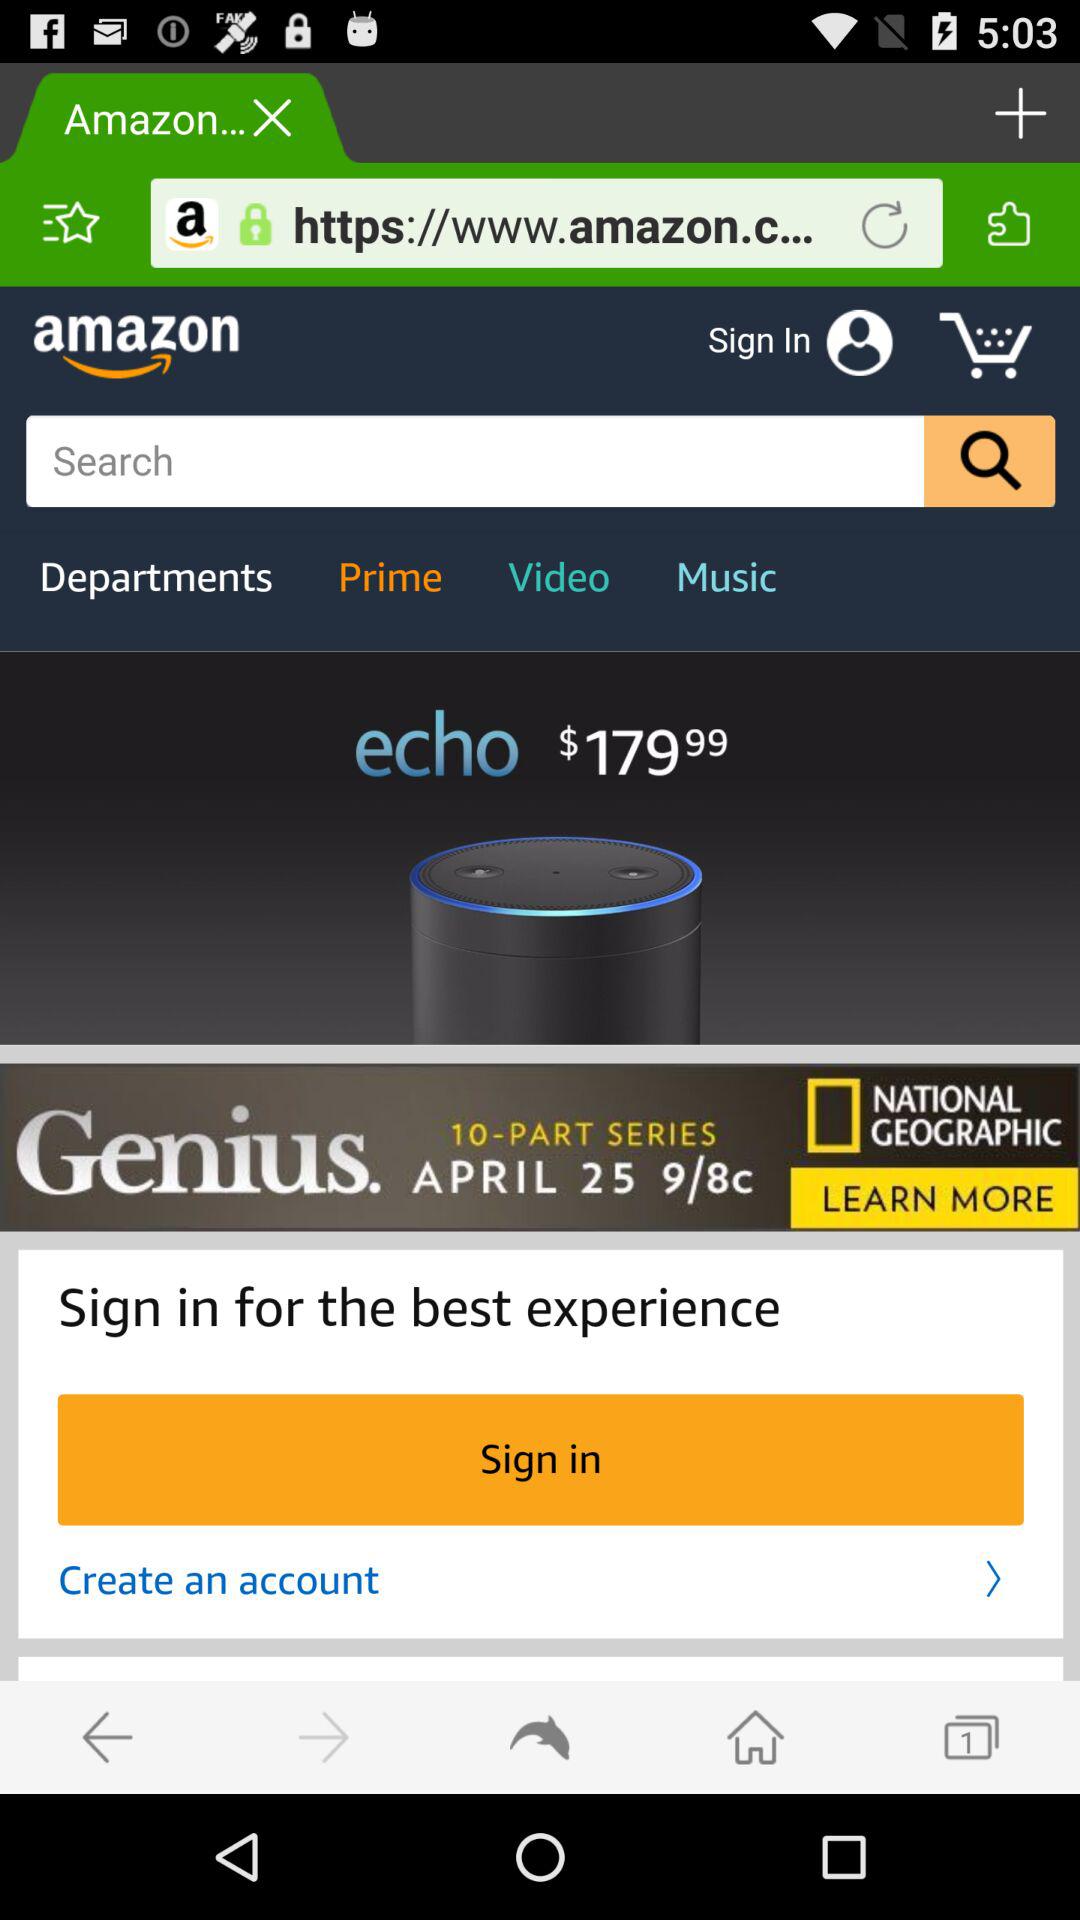 FAKE
5:03
Amazon...
https://www.amazon.c...
amazon
Sign In
Search
Departments Prime Video Music
echo $179 99
Genius. 10-PART SERIES
APRIL 25 9/8c
NATIONAL
GEOGRAPHIC
LEARN MORE
Sign in for the best experience
Sign in
Create an account
1